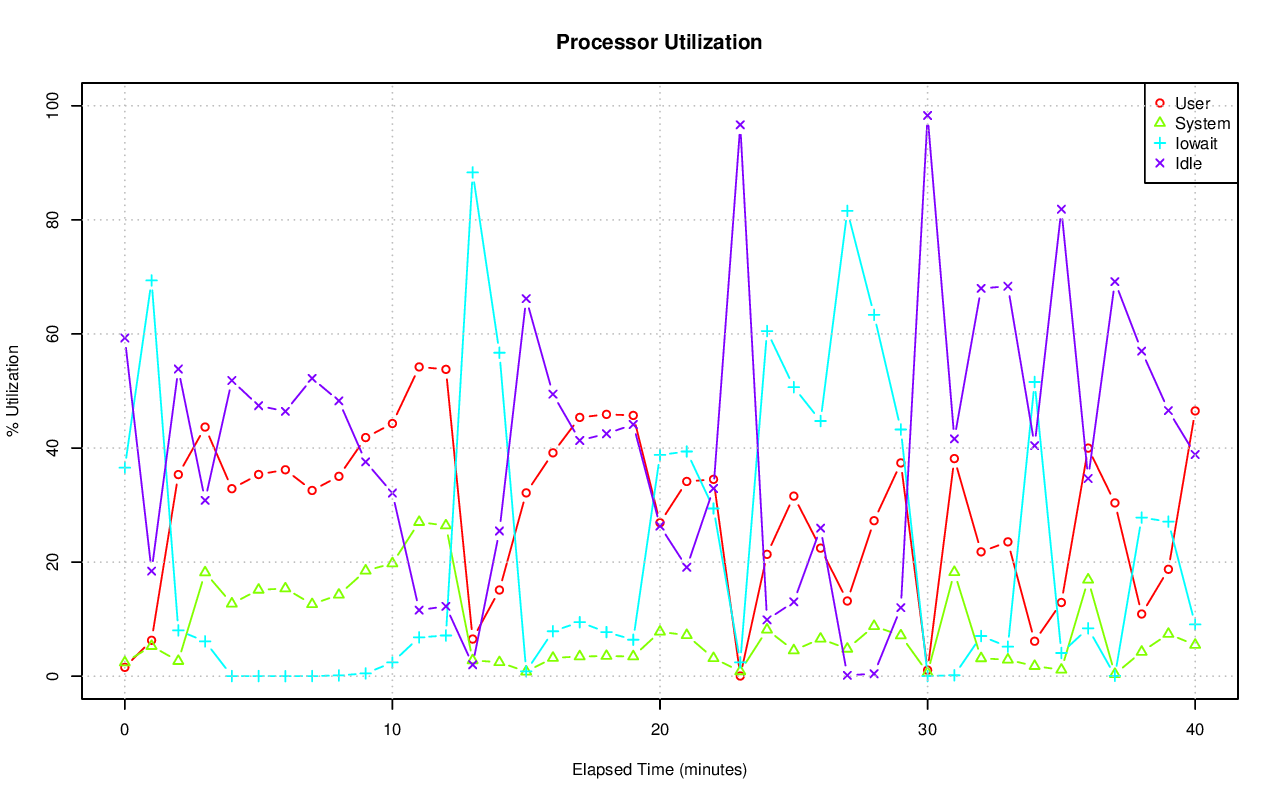 Processor Utilization
% Utilization
100
80
60
40
20
0
User
System
Iowait
Idle
0 10 20 30 40
Elapsed Time (minutes)